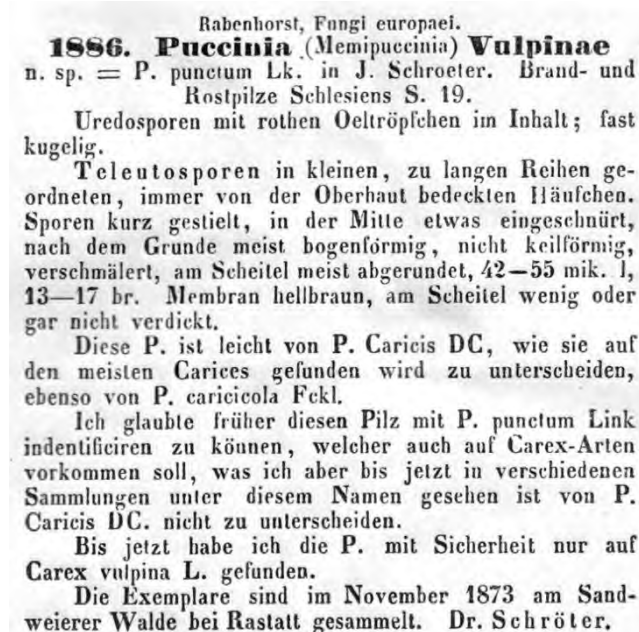 Rabenhorst, Fungi europaei.
1886. Puccinia (Hemipuccinia) Vulpinae
n. sp. = P. punctum Lk. in J. Schroeter. Brand- und
Rostpilze Schlesiens S. 19.
Uredosporen mit rothen Oeltröpfchen im Inhalt; fast
kugelig.
Teleutosporen in kleinen, zu langen Reihen ge-
ordneten, immer von der Oberhaut bedeckten Häufchen.
Sporen kurz gestielt, in der Mitte etwas eingeschnürt,
nach dem Grunde meist bogenförmig, nicht keilförmig,
verschmälert, am Scheitel meist abgerundet, 42—55 mik. l,
13—17 br. Membran hellbraun, am Scheitel wenig oder
gar nicht verdickt.
Diese P. ist leicht von P. Caricis DC, wie sie auf
den meisten Carices gefunden wird zu unterscheiden,
ebenso von P. caricicola Fckl.
Ich glaubte früher diesen Pilz mit P. punctum Link
indentificiren zu können, welcher auch auf Carex-Arten
vorkommen soll, was ich aber bis jetzt in verschiedenen
Sammlungen unter diesem Namen gesehen ist von P.
Caricis DC. nicht zu unterscheiden.
Bis jetzt habe ich die P. mit Sicherheit nur auf
Carex vulpina L. gefunden.
Die Exemplare sind im November 1873 am Sand-
weierer Walde bei Rastatt gesammelt. Dr. Schröter.